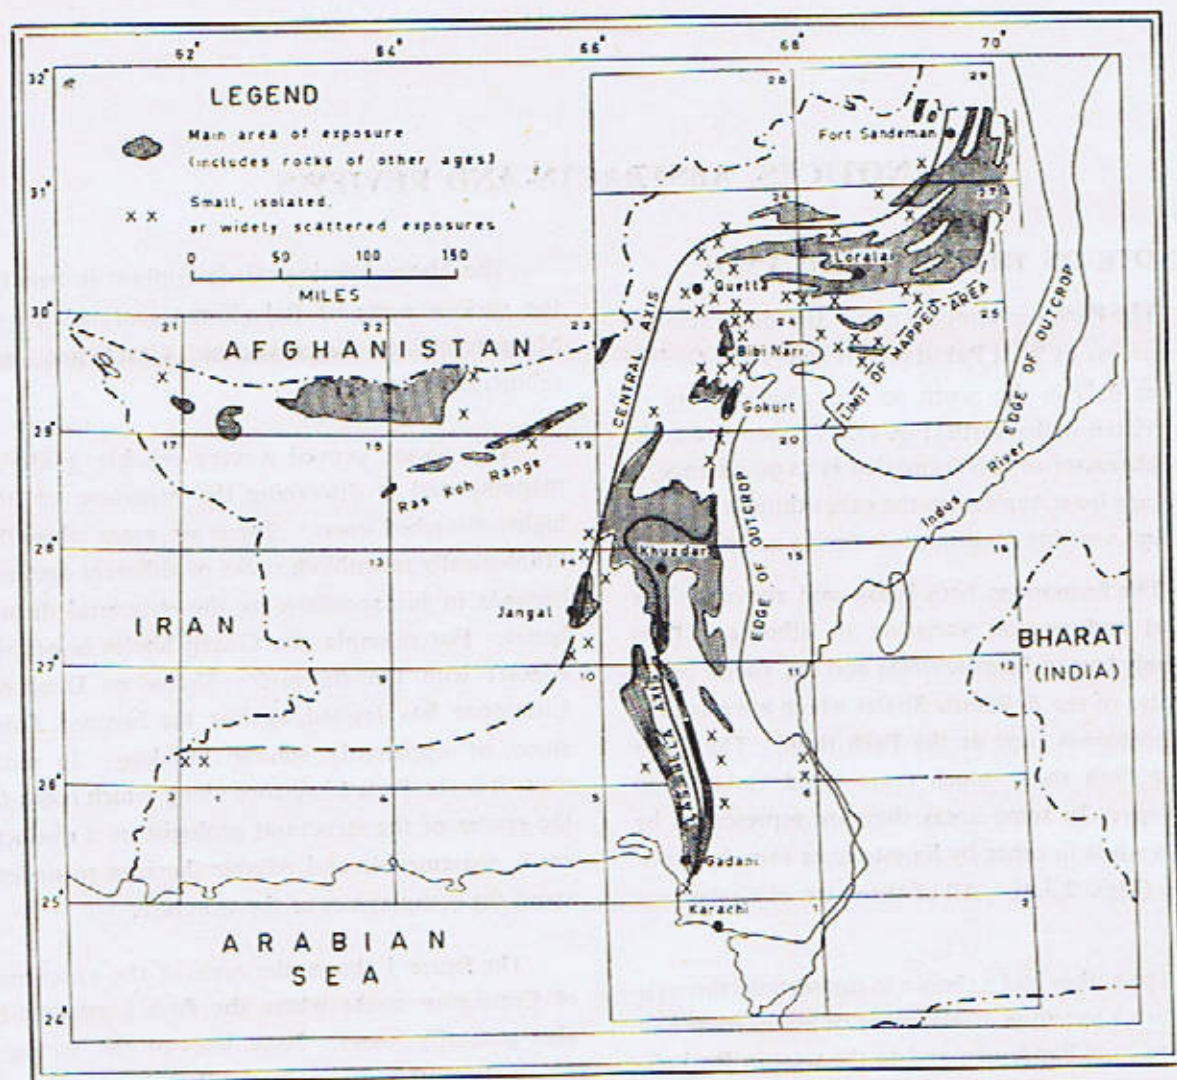 62°
64°
66°
68°
70°
32°
31°
30°
29°
28°
27°
26°
25°
24°
LEGEND
Main area of exposure
(includes rocks of other ages)
Small, isolated,
or widely scattered exposures
0 50 100 150
MILES
28
29
Fort Sandeman
26
27
Loralai
Quetta
21
22
23
24
25
AFGHANISTAN
CENTRAL AXIS
Bibi Nani
LIMIT OF MAPPED AREA
EDGE OF OUTCROP
Gokurt
17
18
19
20
Ras Koh Range
River
Indus
EDGE OF OUTCROP
Khuzdar
13
14
15
16
Jangal
IRAN
BHARAT
(INDIA)
8
9
10
11
CENTRAL AXIS
3
4
5
6
7
Gadani
Karachi
1
2
ARABIAN
SEA